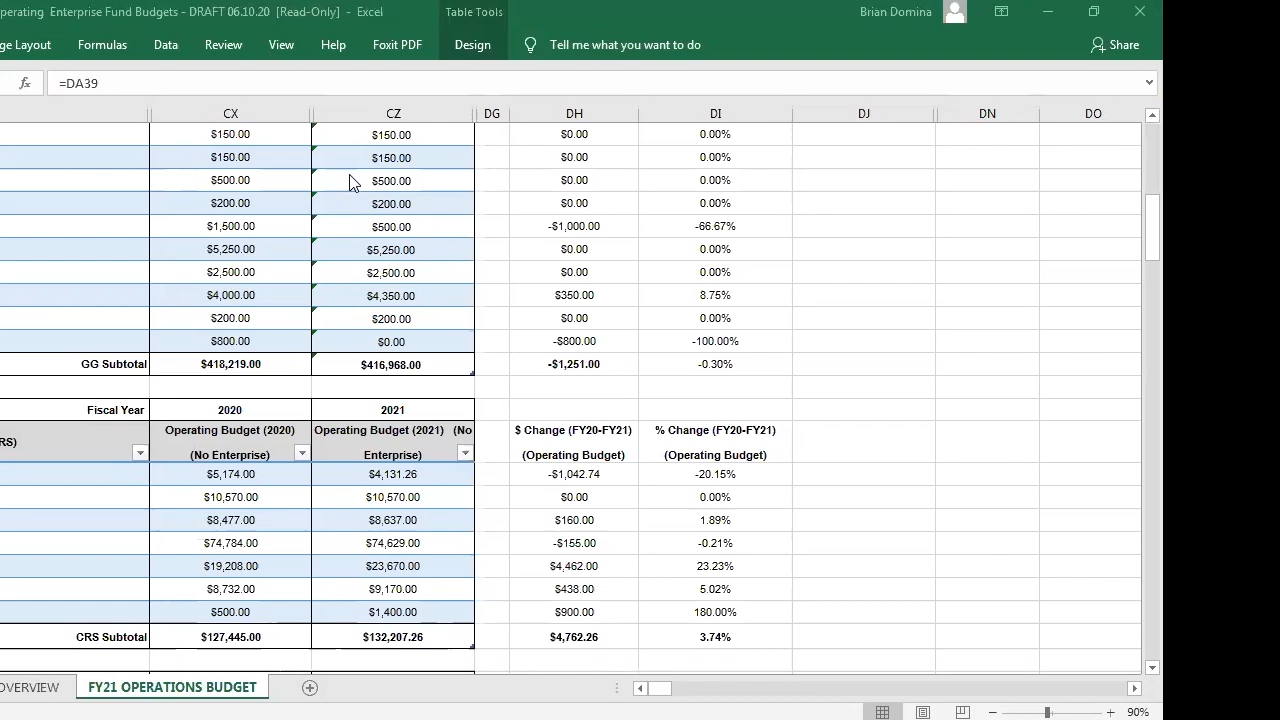 perating Enterprise Fund Budgets - DRAFT 06.10.20 [Read-Only] - Excel Table Tools Brian Domina
ge Layout Formulas Data Review View Help Foxit PDF Design Tell me what you want to do Share
fx =DA39
CX CZ DG DH DI DJ DN DO
$150.00 $150.00 $0.00 0.00%
$150.00 $150.00 $0.00 0.00%
$500.00 $500.00 $0.00 0.00%
$200.00 $200.00 $0.00 0.00%
$1,500.00 $500.00 -$1,000.00 -66.67%
$5,250.00 $5,250.00 $0.00 0.00%
$2,500.00 $2,500.00 $0.00 0.00%
$4,000.00 $4,350.00 $350.00 8.75%
$200.00 $200.00 $0.00 0.00%
$800.00 $0.00 -$800.00 -100.00%
GG Subtotal $418,219.00 $416,968.00 -$1,251.00 -0.30%
Fiscal Year 2020 2021
Operating Budget (2020) Operating Budget (2021) (No $ Change (FY20-FY21) % Change (FY20-FY21)
RS) (No Enterprise) Enterprise) (Operating Budget) (Operating Budget)
$5,174.00 $4,131.26 -$1,042.74 -20.15%
$10,570.00 $10,570.00 $0.00 0.00%
$8,477.00 $8,637.00 $160.00 1.89%
$74,784.00 $74,629.00 -$155.00 -0.21%
$19,208.00 $23,670.00 $4,462.00 23.23%
$8,732.00 $9,170.00 $438.00 5.02%
$500.00 $1,400.00 $900.00 180.00%
CRS Subtotal $127,445.00 $132,207.26 $4,762.26 3.74%
OVERVIEW FY21 OPERATIONS BUDGET
90%